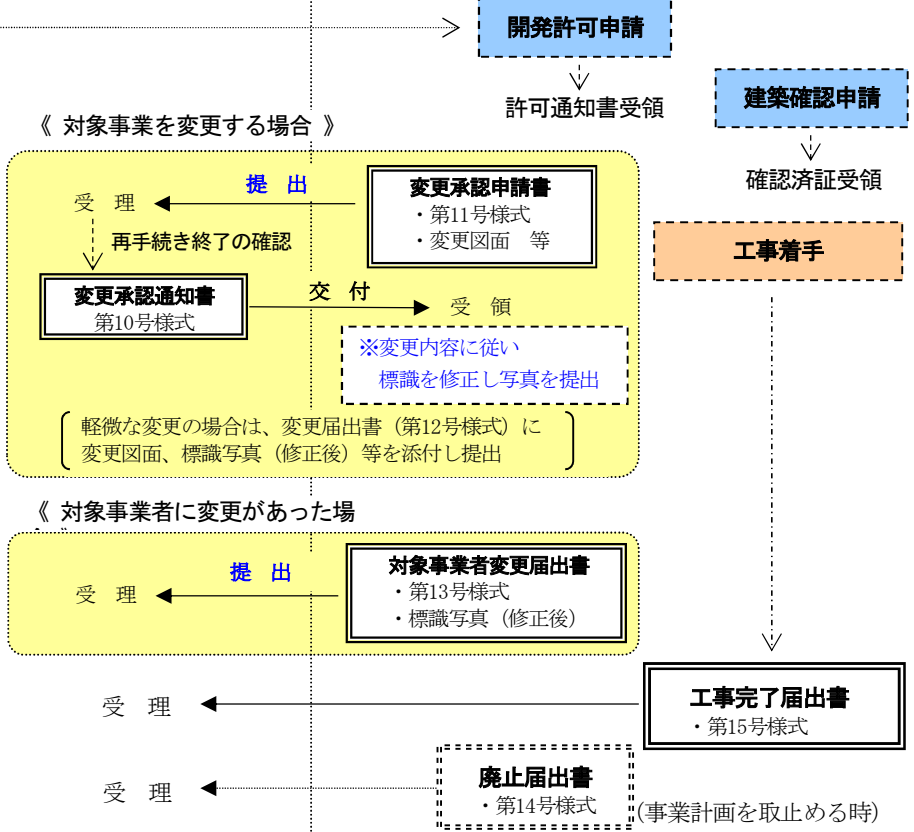 開発許可申請
許可通知書受領
建築確認申請
確認済証受領
《 対象事業を変更する場合 》
提 出
受 理
変更承認申請書
・第11号様式
・変更図面 等
再手続き終了の確認
工事着手
変更承認通知書
第10号様式
交 付
受 領
※変更内容に従い
標識を修正し写真を提出
軽微な変更の場合は、変更届出書（第12号様式）に
変更図面、標識写真（修正後）等を添付し提出
《 対象事業者に変更があった場
提 出
受 理
対象事業者変更届出書
・第13号様式
・標識写真（修正後）
受 理
工事完了届出書
・第15号様式
受 理
廃止届出書
・第14号様式
(事業計画を取止める時)